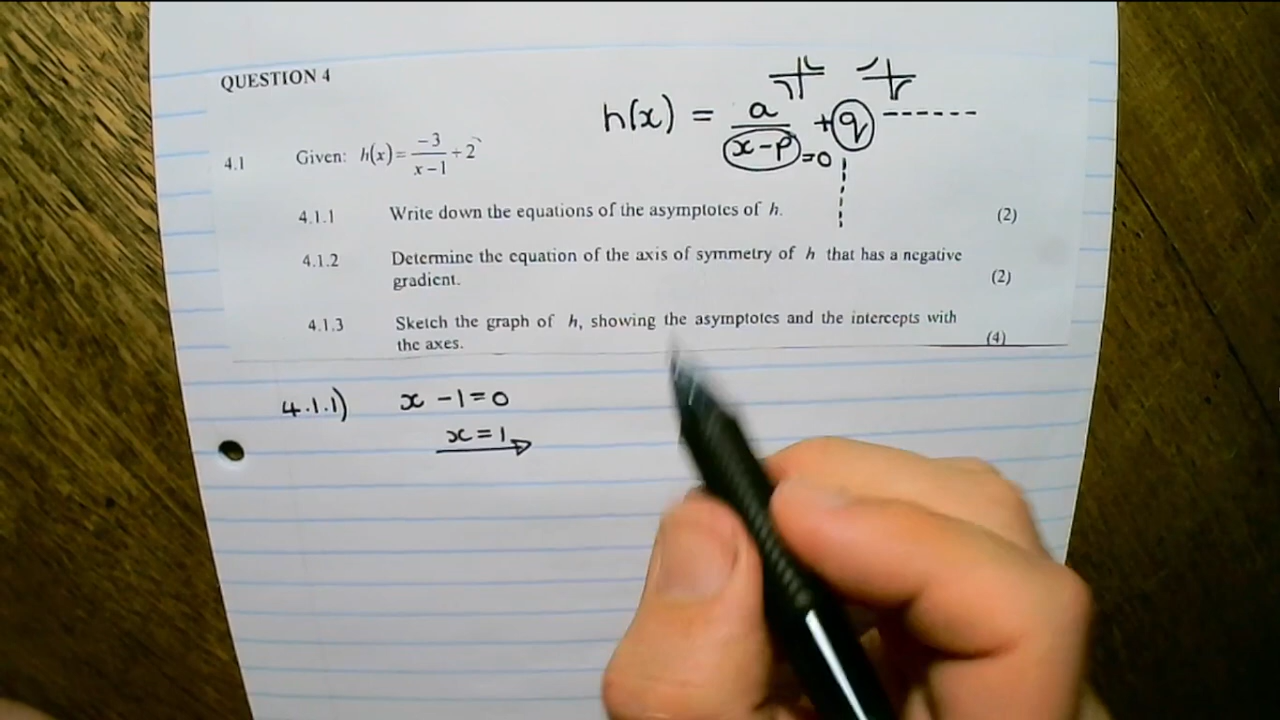 QUESTION 4
h(x) = a/(x-p) + q
=0
4.1 Given: h(x) = -3/(x-1) + 2
4.1.1 Write down the equations of the asymptotes of h. (2)
4.1.2 Determine the equation of the axis of symmetry of h that has a negative
gradient. (2)
4.1.3 Sketch the graph of h, showing the asymptotes and the intercepts with
the axes. (4)
4.1.1) x - 1 = 0
x = 1